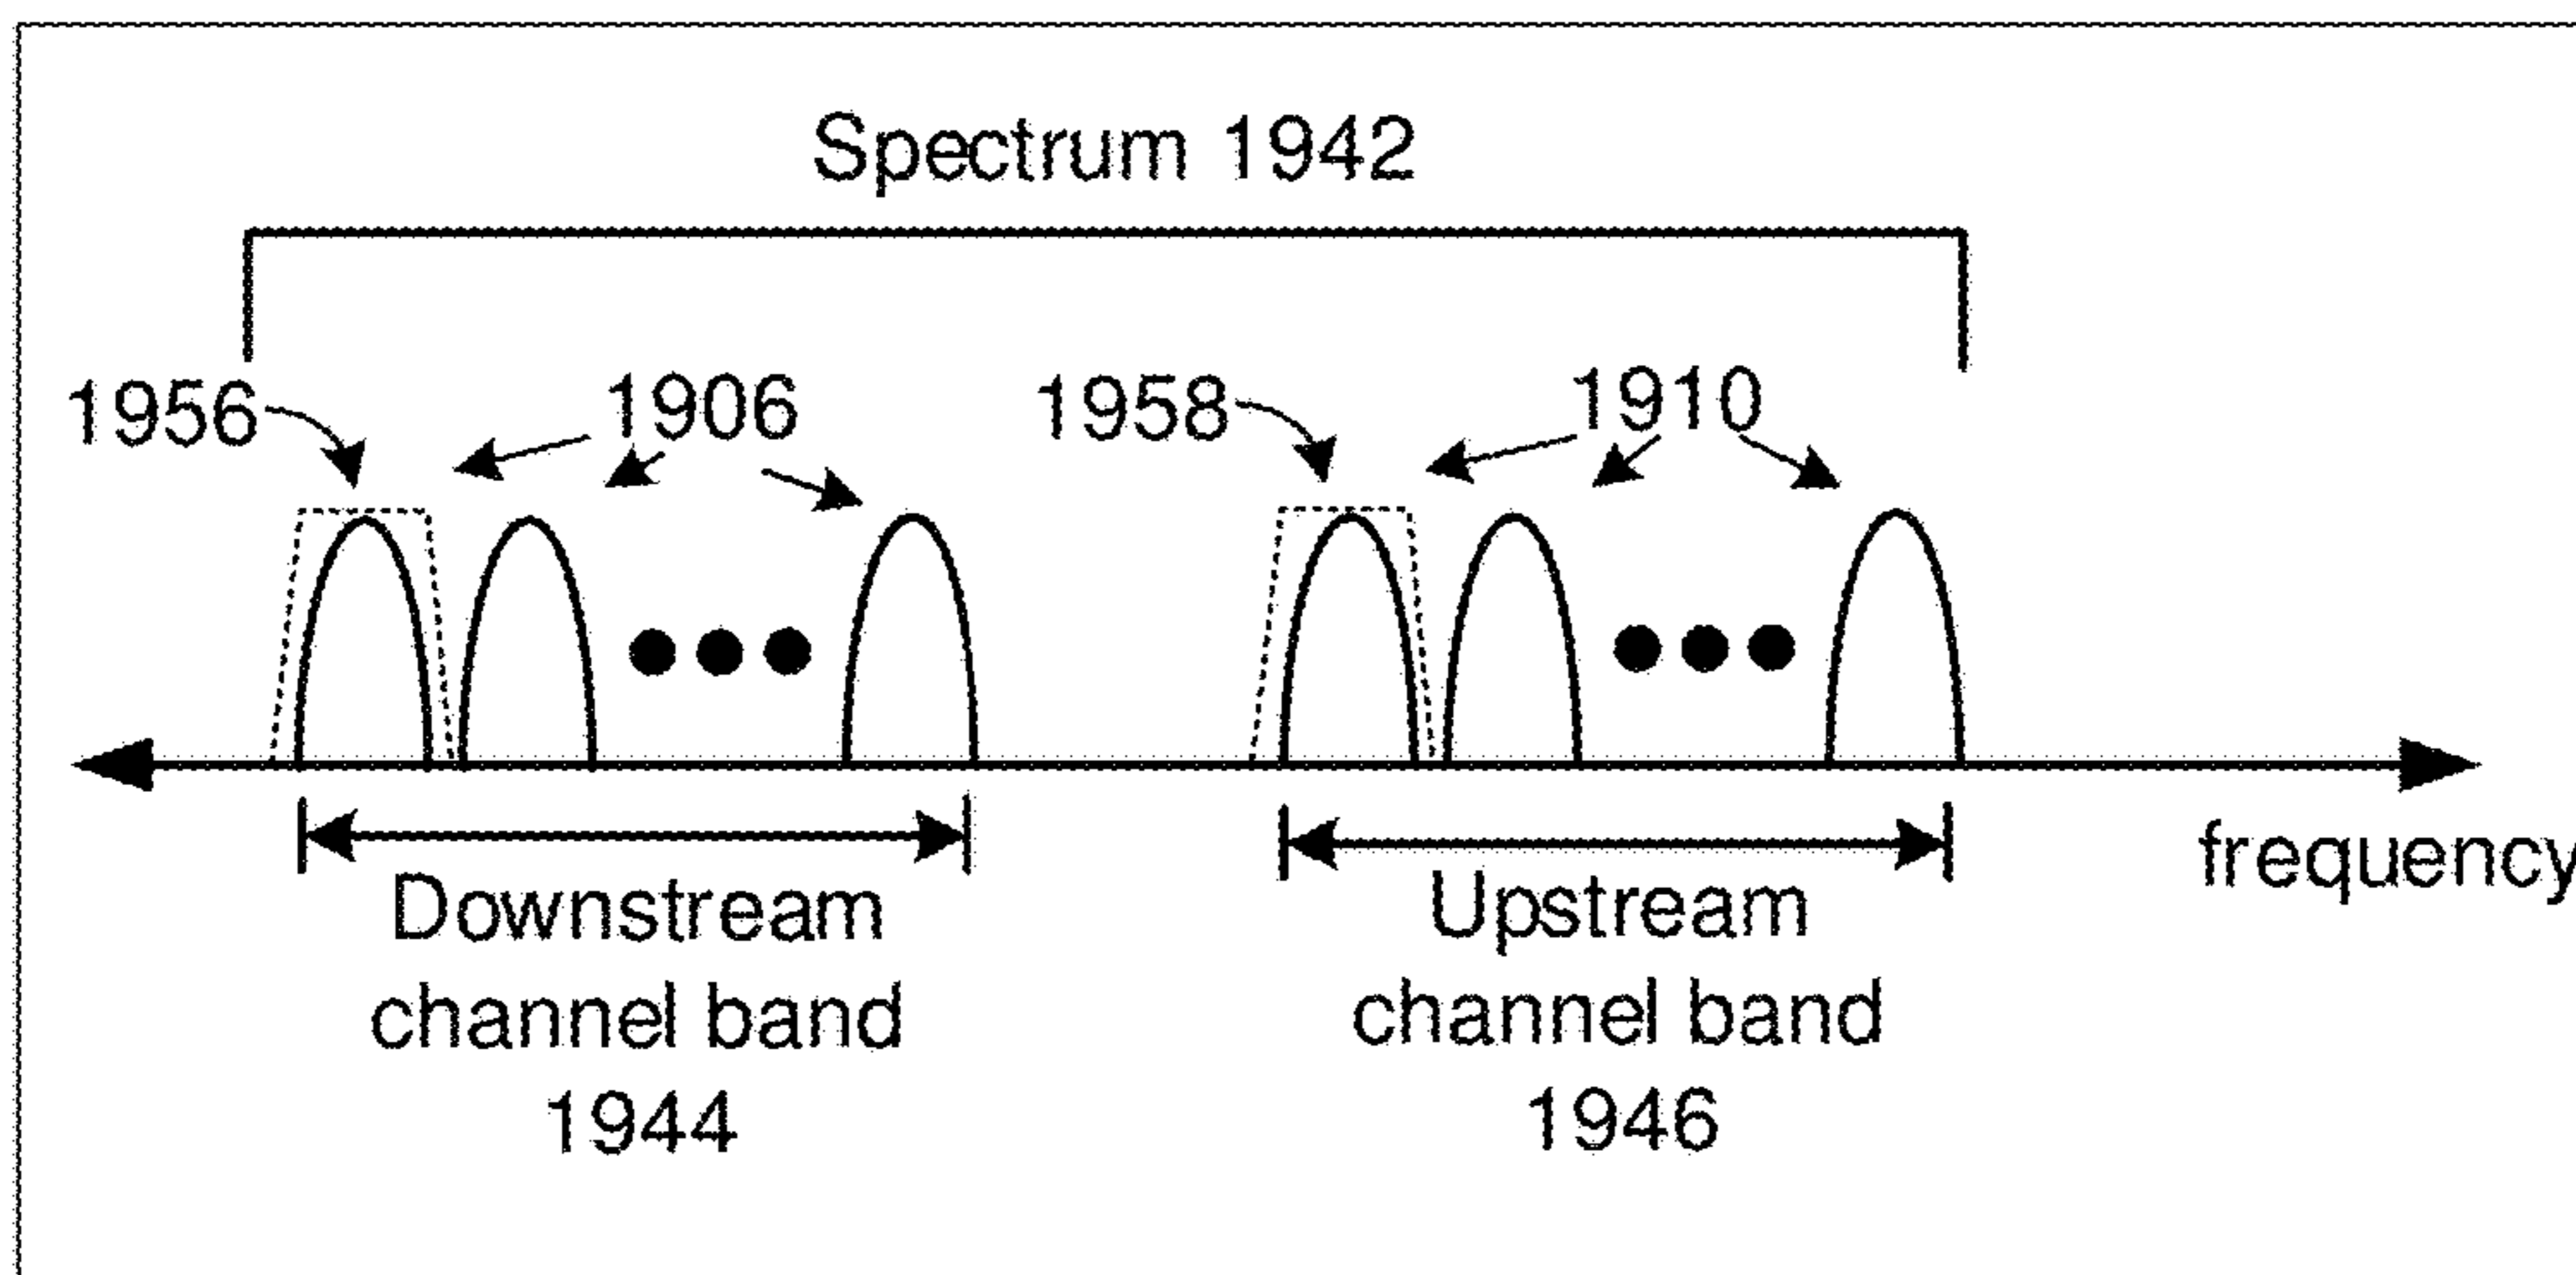 Spectrum 1942
1956
1906
1958
1910
frequency
Downstream
channel band
1944
Upstream
channel band
1946